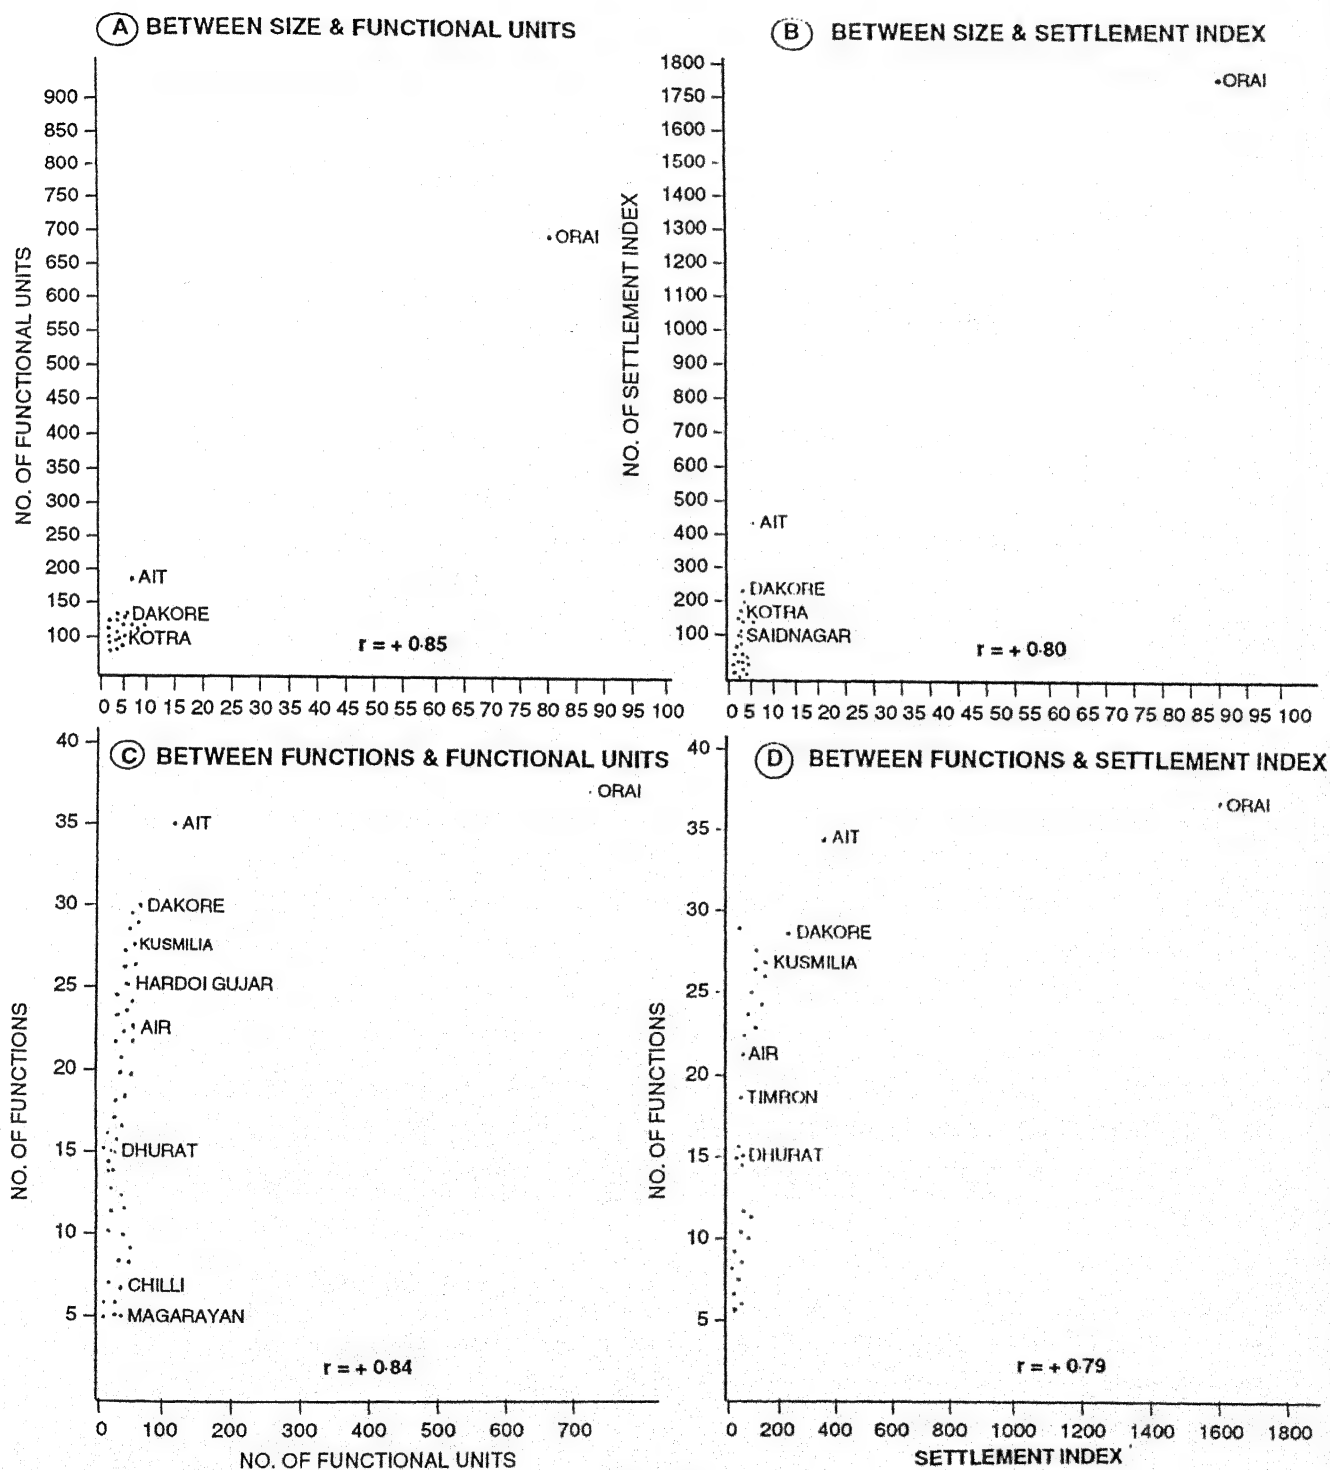 A BETWEEN SIZE & FUNCTIONAL UNITS
NO. OF FUNCTIONAL UNITS
900
850
800
750
700
650
600
550
500
450
400
350
300
250
200
150
100
ORAI
AIT
DAKORE
KOTRA
r = + 0·85
0 5 10 15 20 25 30 35 40 45 50 55 60 65 70 75 80 85 90 95 100
B BETWEEN SIZE & SETTLEMENT INDEX
NO. OF SETTLEMENT INDEX
1800
1750
1600
1500
1400
1300
1200
1100
1000
900
800
700
600
500
400
300
200
100
ORAI
AIT
DAKORE
KOTRA
SAIDNAGAR
r = + 0·80
0 5 10 15 20 25 30 35 40 45 50 55 60 65 70 75 80 85 90 95 100
C BETWEEN FUNCTIONS & FUNCTIONAL UNITS
NO. OF FUNCTIONS
40
35
30
25
20
15
10
5
ORAI
AIT
DAKORE
KUSMILIA
HARDOI GUJAR
AIR
DHURAT
CHILLI
MAGARAYAN
r = + 0·84
0 100 200 300 400 500 600 700
NO. OF FUNCTIONAL UNITS
D BETWEEN FUNCTIONS & SETTLEMENT INDEX
NO. OF FUNCTIONS
40
35
30
25
20
15
10
5
ORAI
AIT
DAKORE
KUSMILIA
AIR
TIMRON
DHURAT
r = + 0·79
0 200 400 600 800 1000 1200 1400 1600 1800
SETTLEMENT INDEX